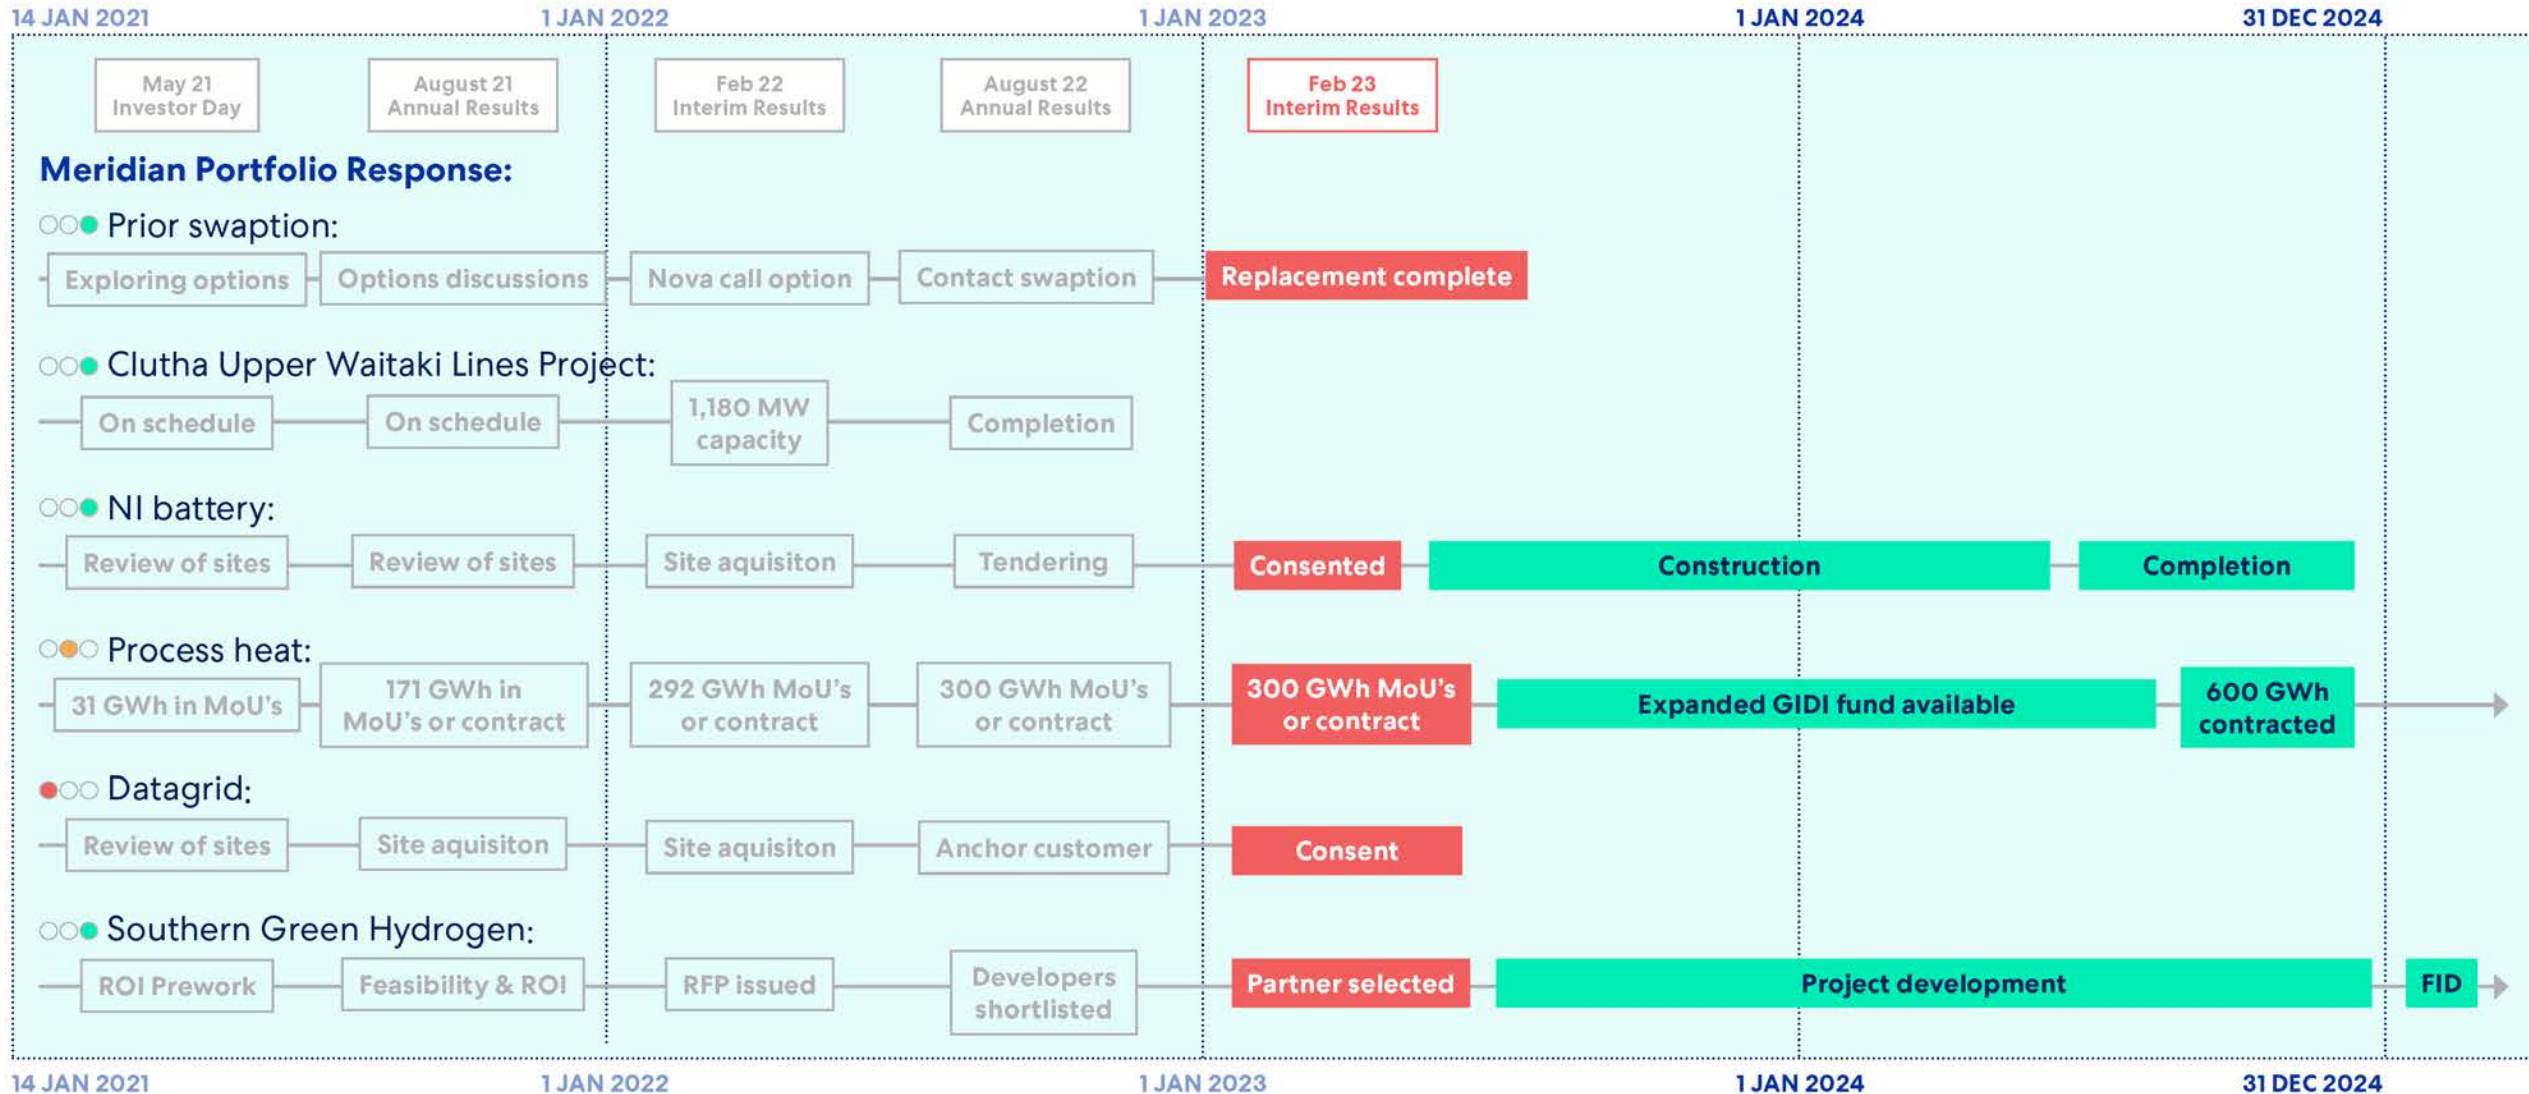 14 JAN 2021 1 JAN 2022 1 JAN 2023 1 JAN 2024 31 DEC 2024
May 21 August 21 Feb 22 August 22 Feb 23
Investor Day Annual Results Interim Results Annual Results Interim Results
Meridian Portfolio Response:
Prior swaption:
Exploring options Options discussions Nova call option Contact swaption Replacement complete
Clutha Upper Waitaki Lines Project:
On schedule On schedule 1,180 MW Completion
capacity
NI battery:
Review of sites Review of sites Site aquisiton Tendering Consented Construction Completion
Process heat:
31 GWh in MoU's 171 GWh in 292 GWh MoU's 300 GWh MoU's 300 GWh MoU's Expanded GIDI fund available 600 GWh
MoU's or contract or contract or contract or contract contracted
Datagrid:
Review of sites Site aquisiton Site aquisiton Anchor customer Consent
Southern Green Hydrogen:
ROI Prework Feasibility & ROI RFP issued Developers Partner selected Project development FID
shortlisted
14 JAN 2021 1 JAN 2022 1 JAN 2023 1 JAN 2024 31 DEC 2024